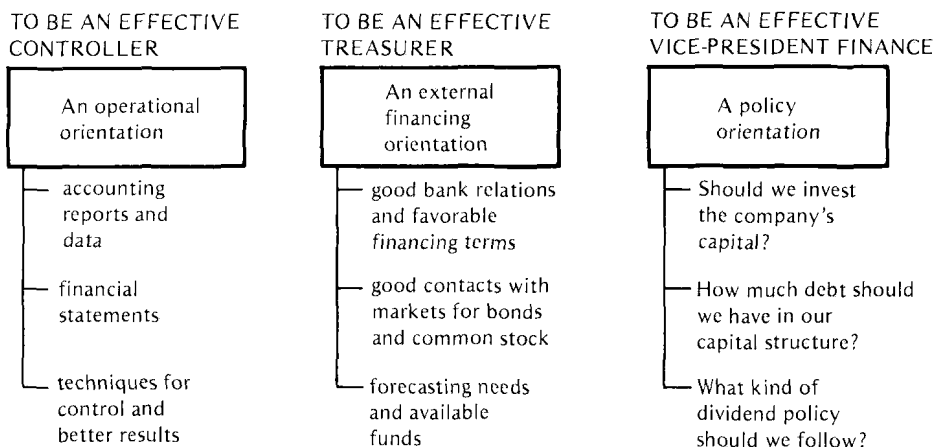 TO BE AN EFFECTIVE
CONTROLLER
An operational
orientation
accounting
reports and
data
financial
statements
techniques for
control and
better results
TO BE AN EFFECTIVE
TREASURER
An external
financing
orientation
good bank relations
and favorable
financing terms
good contacts with
markets for bonds
and common stock
forecasting needs
and available
funds
TO BE AN EFFECTIVE
VICE-PRESIDENT FINANCE
A policy
orientation
Should we invest
the company's
capital?
How much debt should
we have in our
capital structure?
What kind of
dividend policy
should we follow?